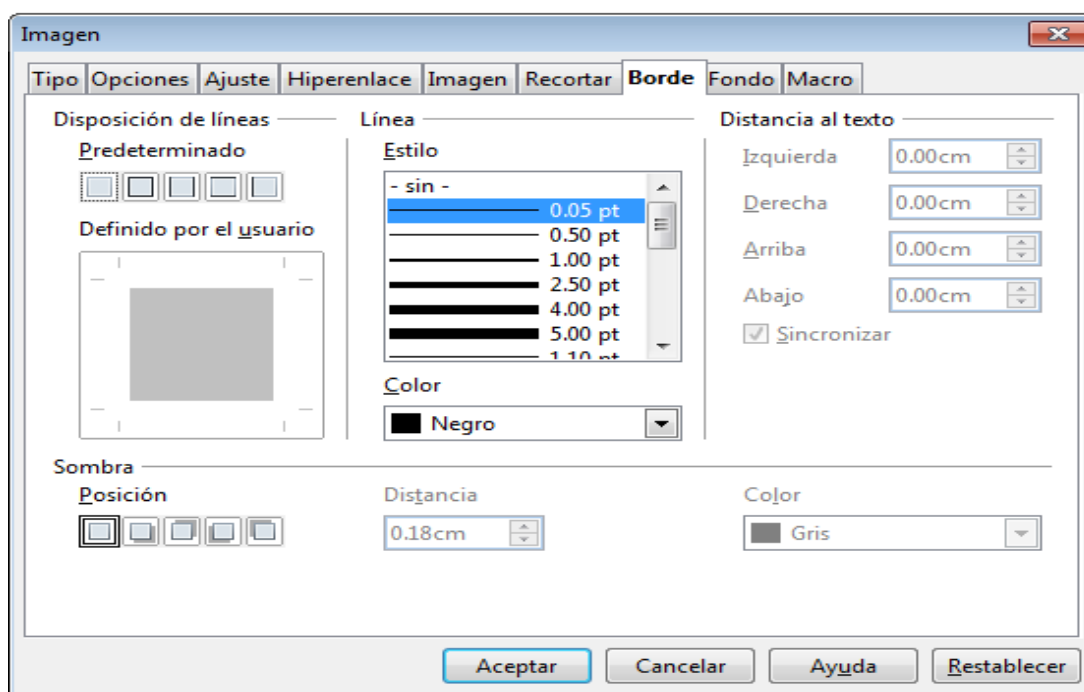 Imagen
Tipo Opciones Ajuste Hiperenlace Imagen Recortar Borde Fondo Macro
Disposición de líneas
Predeterminado
Definido por el usuario
Línea
Estilo
- sin -
0.05 pt
0.50 pt
1.00 pt
2.50 pt
4.00 pt
5.00 pt
1.10 pt
Color
Negro
Distancia al texto
Izquierda 0.00cm
Derecha 0.00cm
Arriba 0.00cm
Abajo 0.00cm
Sincronizar
Sombra
Posición
Distancia
0.18cm
Color
Gris
Aceptar Cancelar Ayuda Restablecer